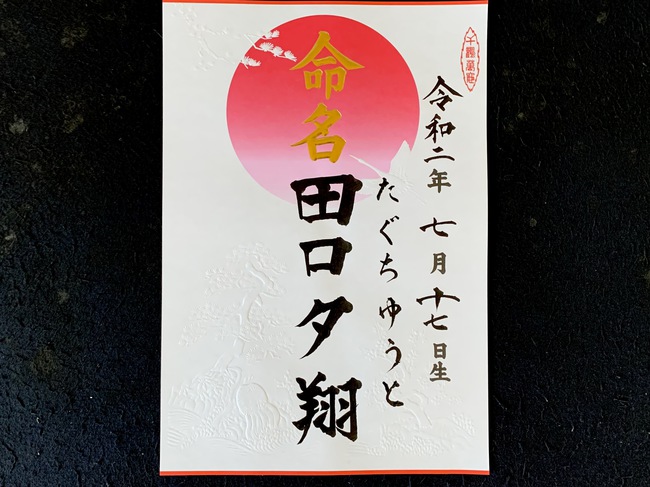 令和二年 七月 十七日生
たぐちゆうと
命名
田口夕翔